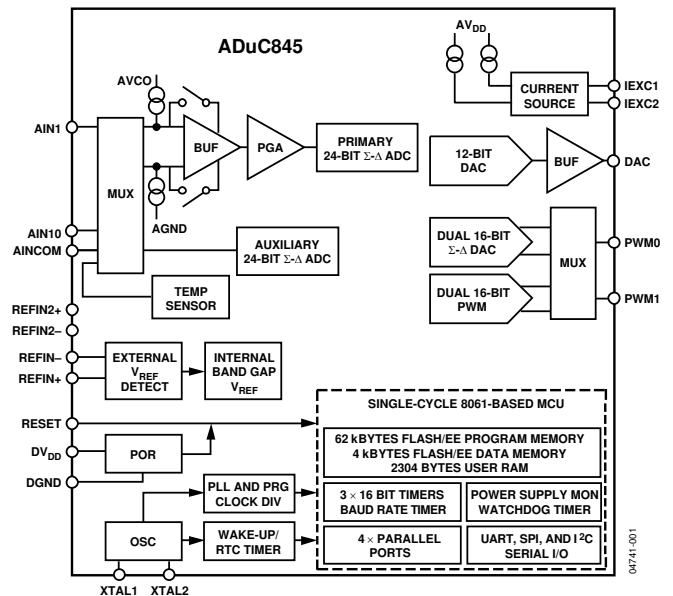 ADuC845
AVCO
AIN1
MUX
BUF
PGA
PRIMARY
24-BIT Σ-Δ ADC
AGND
AIN10
AINCOM
AUXILIARY
24-BIT Σ-Δ ADC
TEMP
SENSOR
REFIN2+
REFIN2–
REFIN–
REFIN+
EXTERNAL
VREF
DETECT
INTERNAL
BAND GAP
VREF
AVDD
CURRENT
SOURCE
IEXC1
IEXC2
12-BIT
DAC
BUF
DAC
DUAL 16-BIT
Σ-Δ DAC
MUX
PWM0
DUAL 16-BIT
PWM
PWM1
RESET
DVDD
POR
DGND
PLL AND PRG
CLOCK DIV
OSC
WAKE-UP/
RTC TIMER
XTAL1
XTAL2
SINGLE-CYCLE 8061-BASED MCU
62 kBYTES FLASH/EE PROGRAM MEMORY
4 kBYTES FLASH/EE DATA MEMORY
2304 BYTES USER RAM
3 × 16 BIT TIMERS
BAUD RATE TIMER
POWER SUPPLY MON
WATCHDOG TIMER
4 × PARALLEL
PORTS
UART, SPI, AND I²C
SERIAL I/O
04741-001